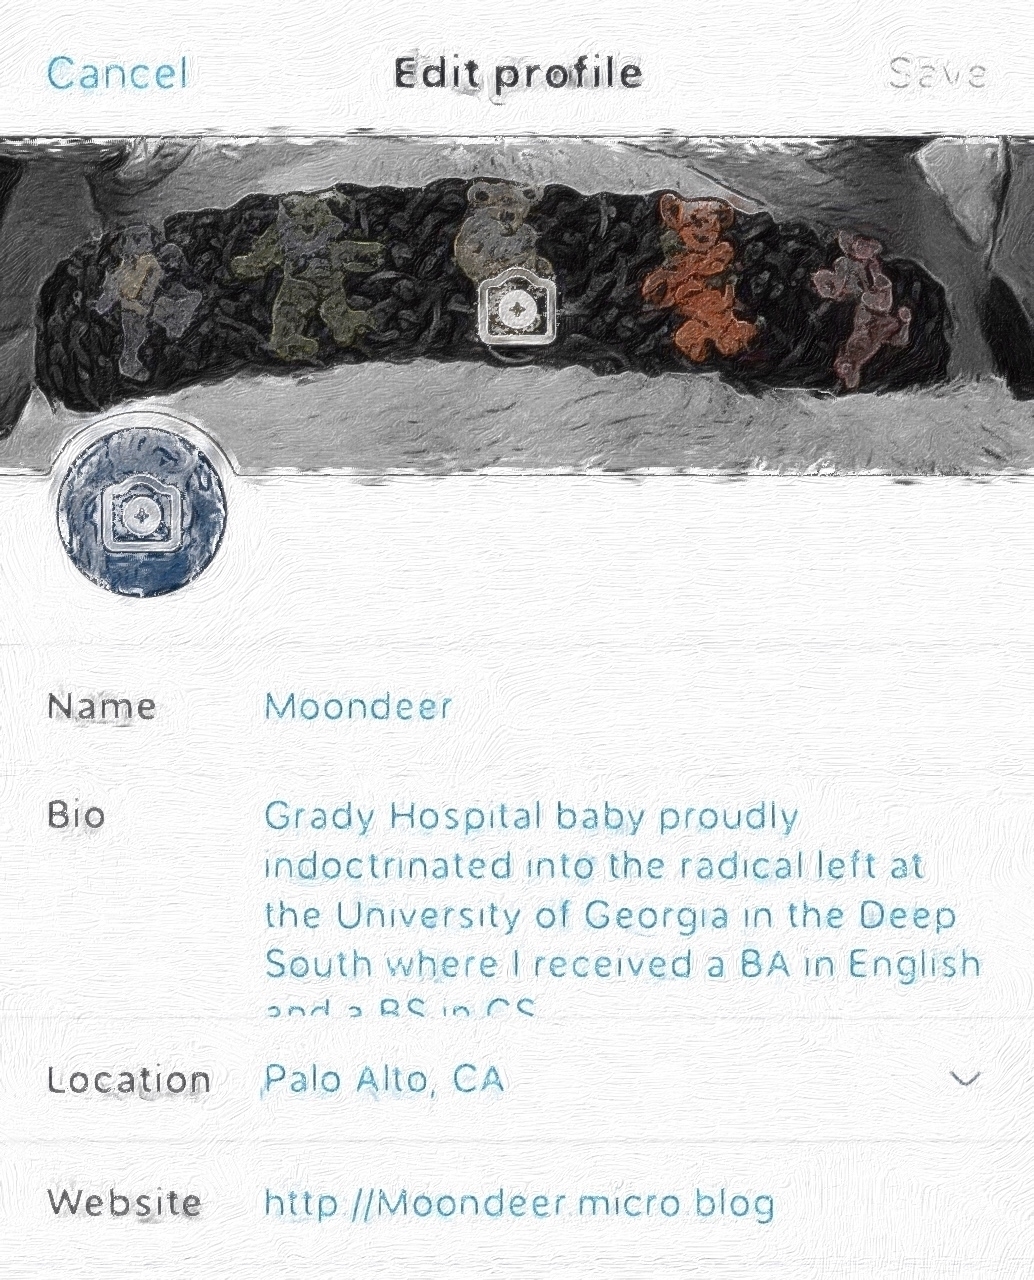 Cancel Edit profile Save
Name Moondeer
Bio Grady Hospital baby proudly
indoctrinated into the radical left at
the University of Georgia in the Deep
South where I received a BA in English
and a BS in CS
Location Palo Alto, CA
Website http://Moondeer.micro.blog